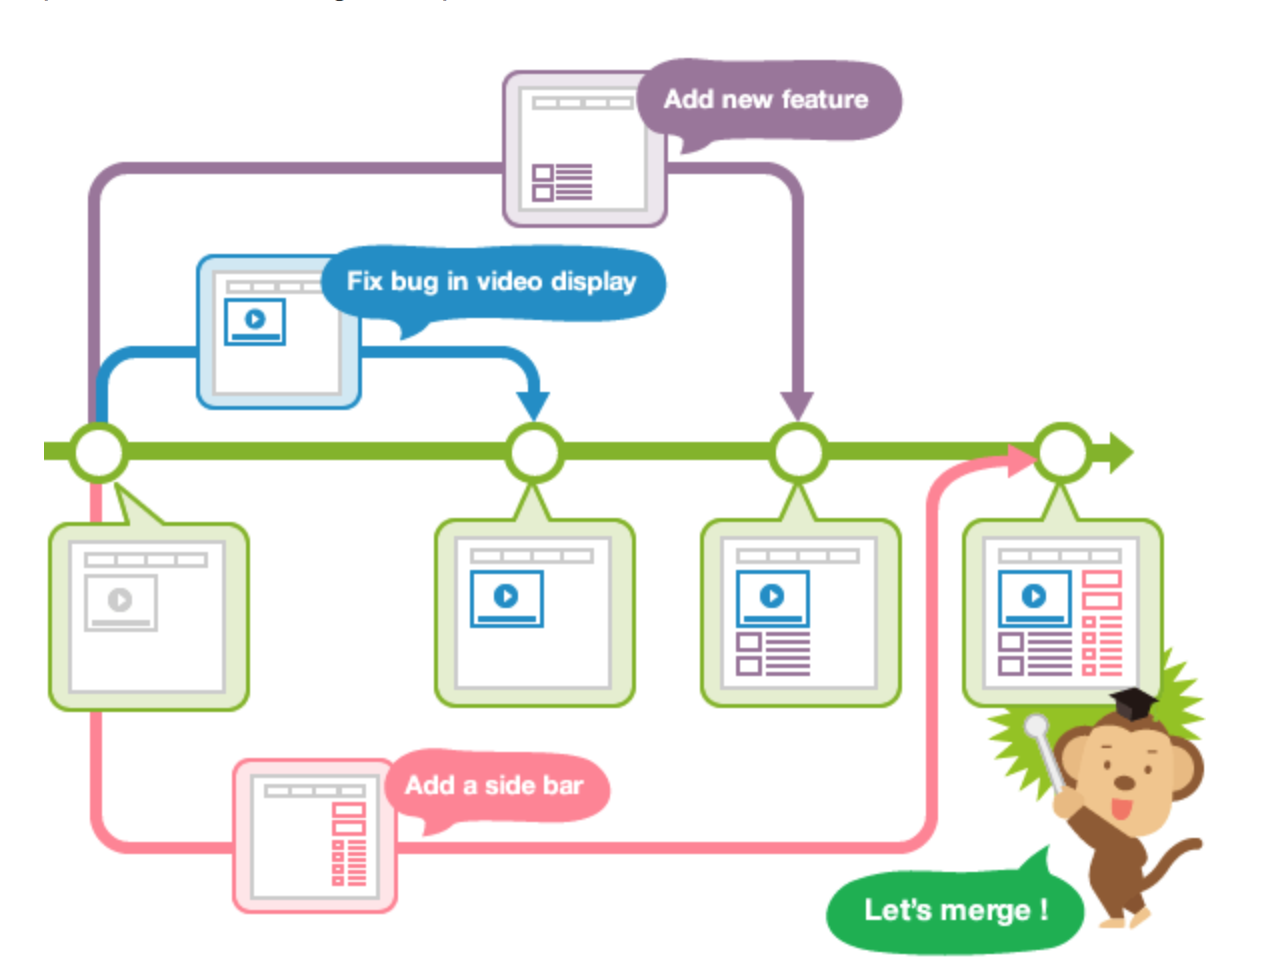 Add new feature
Fix bug in video display
Add a side bar
Let's merge !